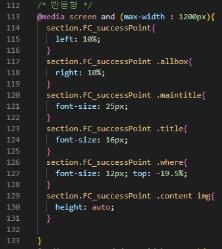 112 /* 반응형 */
113 @media screen and (max-width : 1200px){
114 section.FC_successPoint{
115 left: 10%;
116 }
117 section.FC_successPoint .allbox{
118 right: 10%;
119 }
120 section.FC_successPoint .maintitle{
121 font-size: 25px;
122 }
123 section.FC_successPoint .title{
124 font-size: 16px;
125 }
126 section.FC_successPoint .where{
127 font-size: 12px; top: -19.5%;
128 }
129 section.FC_successPoint .content img{
130 height: auto;
131 }
132
133 }